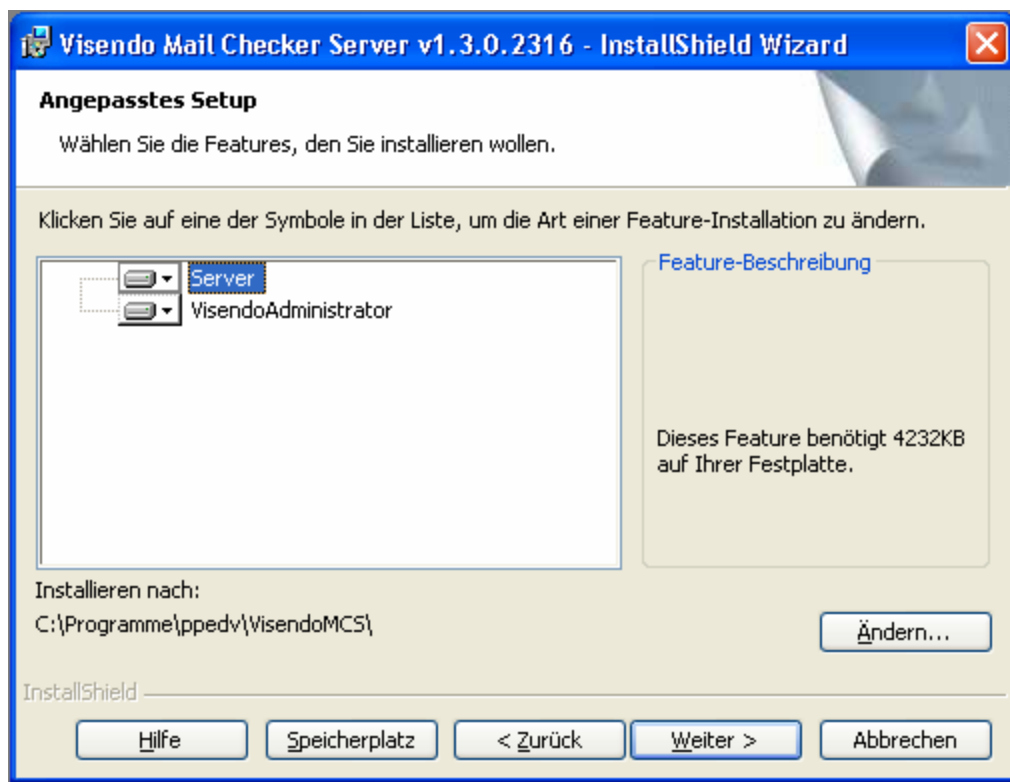 Visendo Mail Checker Server v1.3.0.2316 - InstallShield Wizard
Angepasstes Setup
Wählen Sie die Features, den Sie installieren wollen.
Klicken Sie auf eine der Symbole in der Liste, um die Art einer Feature-Installation zu ändern.
Server
VisendoAdministrator
Feature-Beschreibung
Dieses Feature benötigt 4232KB
auf Ihrer Festplatte.
Installieren nach:
C:\Programme\ppedv\VisendoMCS\
Ändern...
InstallShield
Hilfe
Speicherplatz
< Zurück
Weiter >
Abbrechen